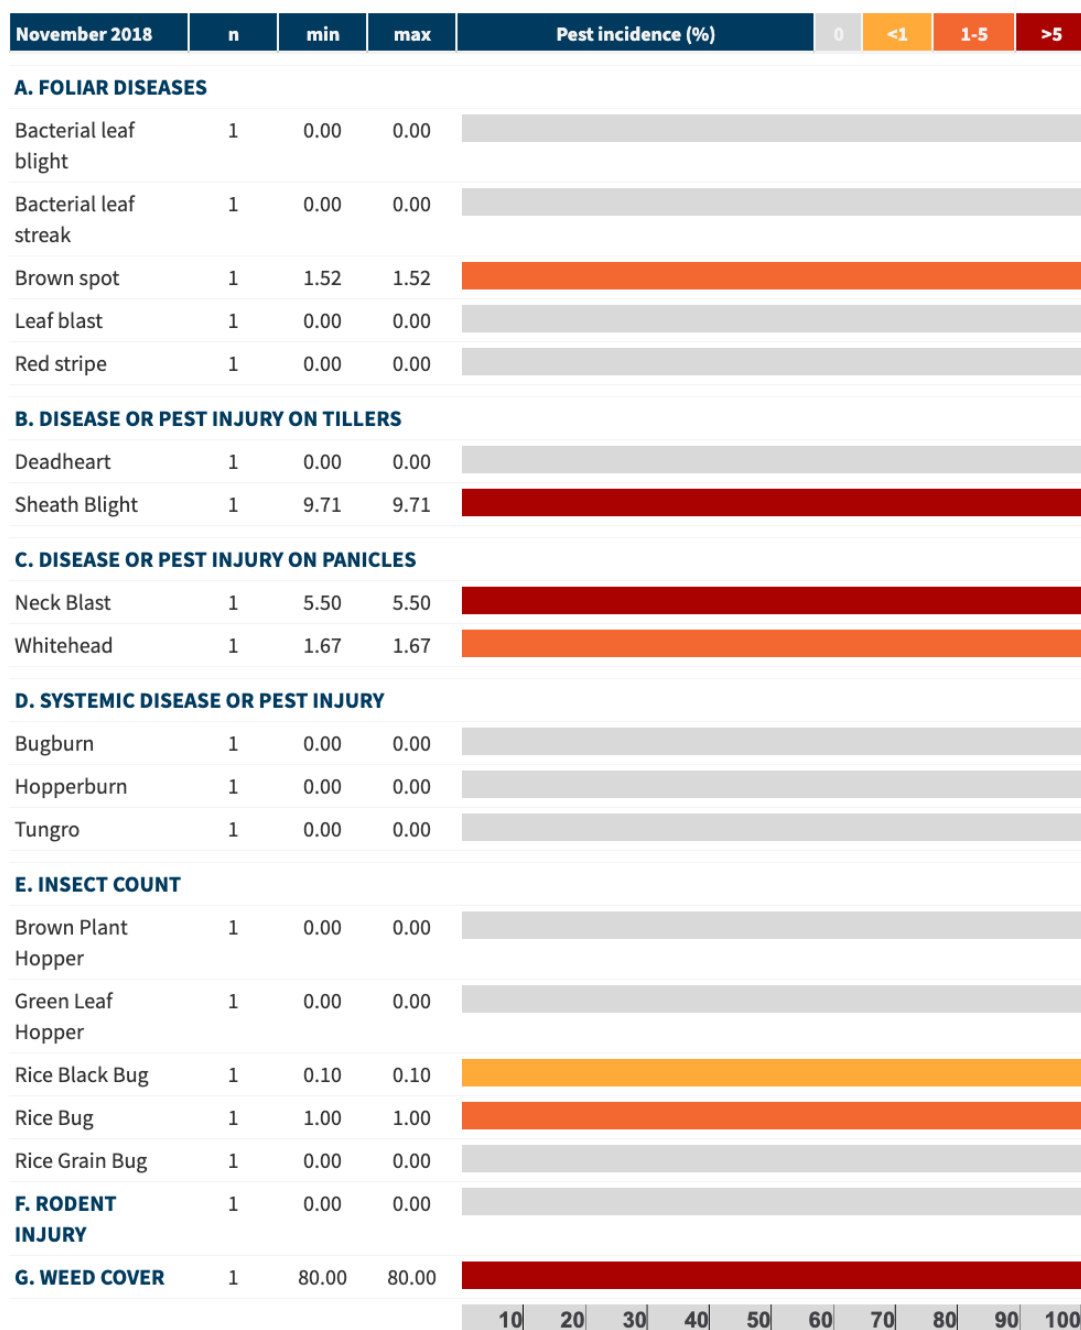 November 2018 n min max Pest incidence (%) 0 <1 1-5 >5
A. FOLIAR DISEASES
Bacterial leaf 1 0.00 0.00
blight
Bacterial leaf 1 0.00 0.00
streak
Brown spot 1 1.52 1.52
Leaf blast 1 0.00 0.00
Red stripe 1 0.00 0.00
B. DISEASE OR PEST INJURY ON TILLERS
Deadheart 1 0.00 0.00
Sheath Blight 1 9.71 9.71
C. DISEASE OR PEST INJURY ON PANICLES
Neck Blast 1 5.50 5.50
Whitehead 1 1.67 1.67
D. SYSTEMIC DISEASE OR PEST INJURY
Bugburn 1 0.00 0.00
Hopperburn 1 0.00 0.00
Tungro 1 0.00 0.00
E. INSECT COUNT
Brown Plant 1 0.00 0.00
Hopper
Green Leaf 1 0.00 0.00
Hopper
Rice Black Bug 1 0.10 0.10
Rice Bug 1 1.00 1.00
Rice Grain Bug 1 0.00 0.00
F. RODENT 1 0.00 0.00
INJURY
G. WEED COVER 1 80.00 80.00
10 20 30 40 50 60 70 80 90 100